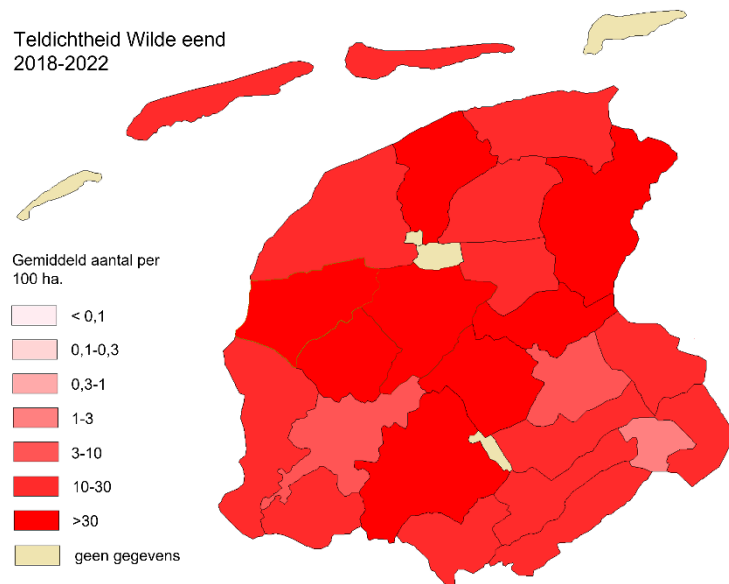 Teldichtheid Wilde eend
2018-2022
Gemiddeld aantal per
100 ha.
< 0,1
0,1-0,3
0,3-1
1-3
3-10
10-30
>30
geen gegevens